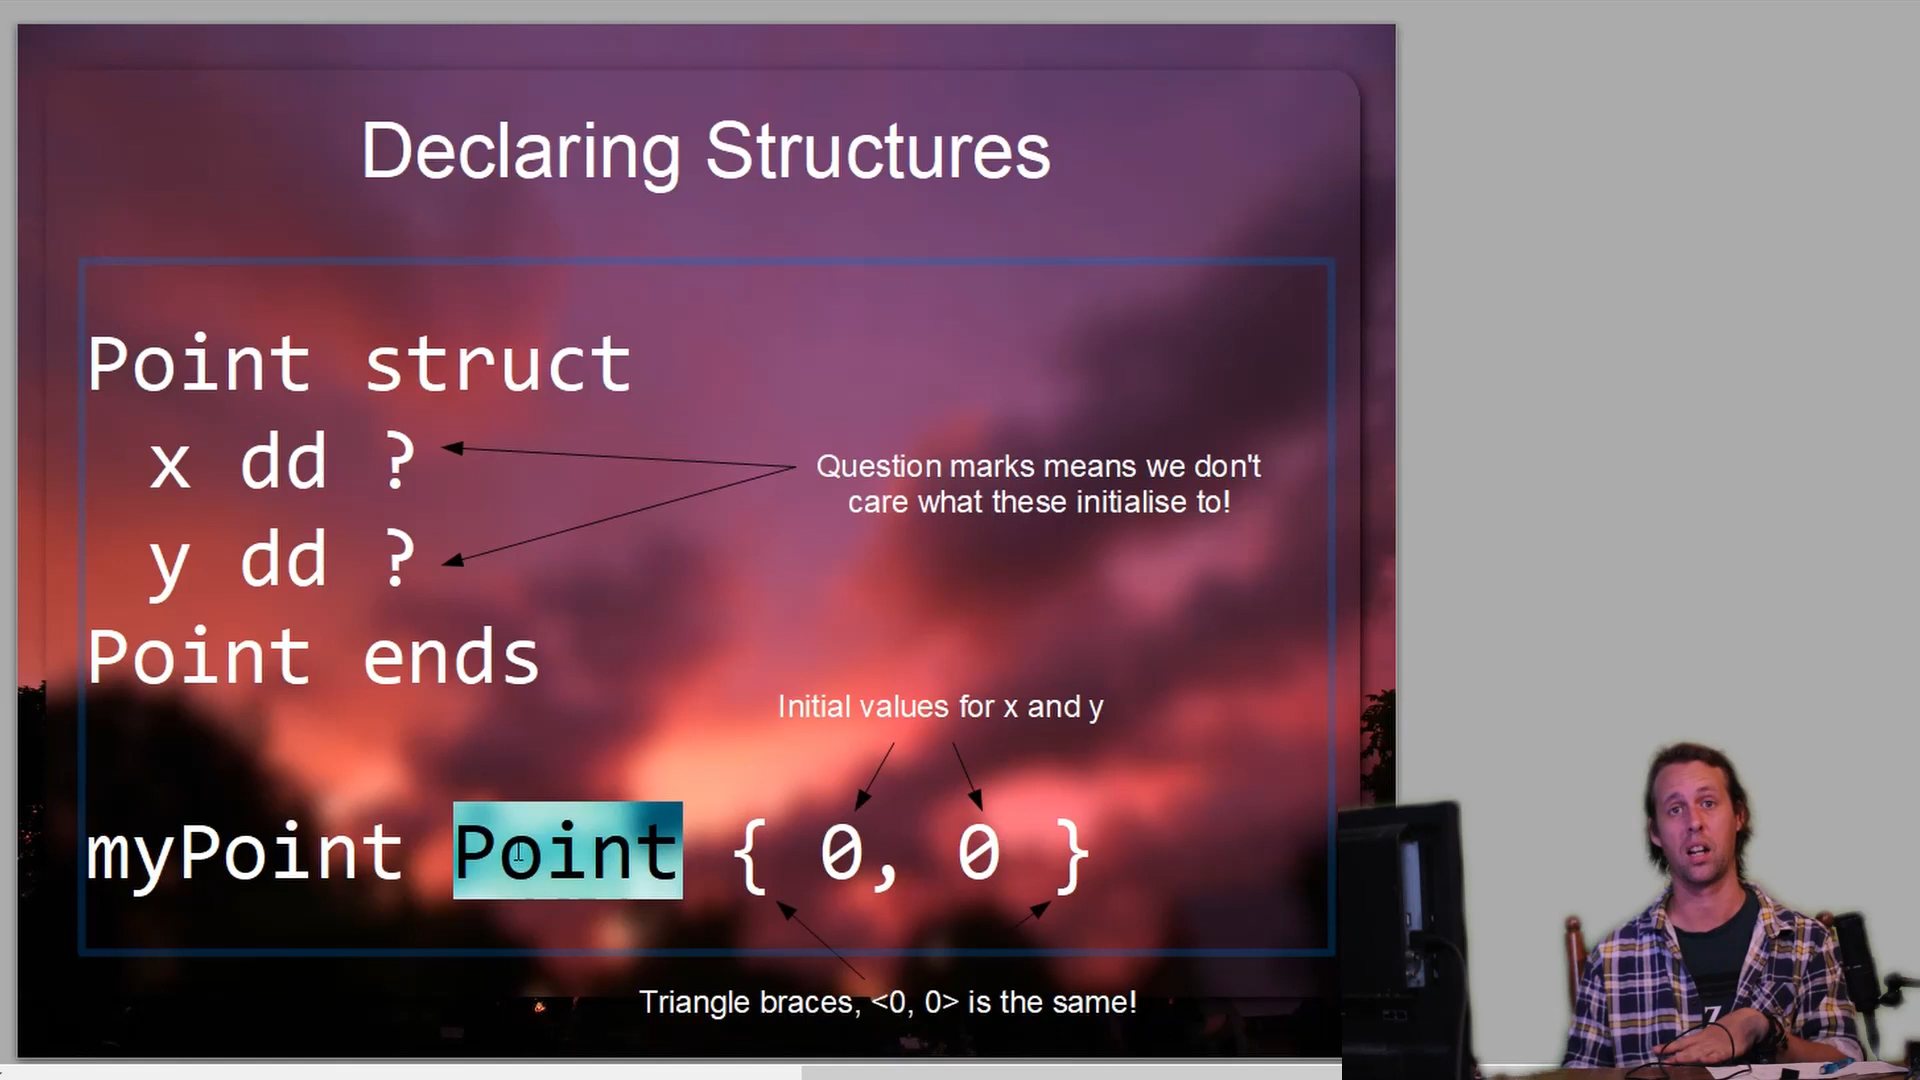 Declaring Structures
Point struct
x dd ?
y dd ?
Point ends
Question marks means we don't
care what these initialise to!
Initial values for x and y
myPoint Point { 0, 0 }
Triangle braces, <0, 0> is the same!
Z